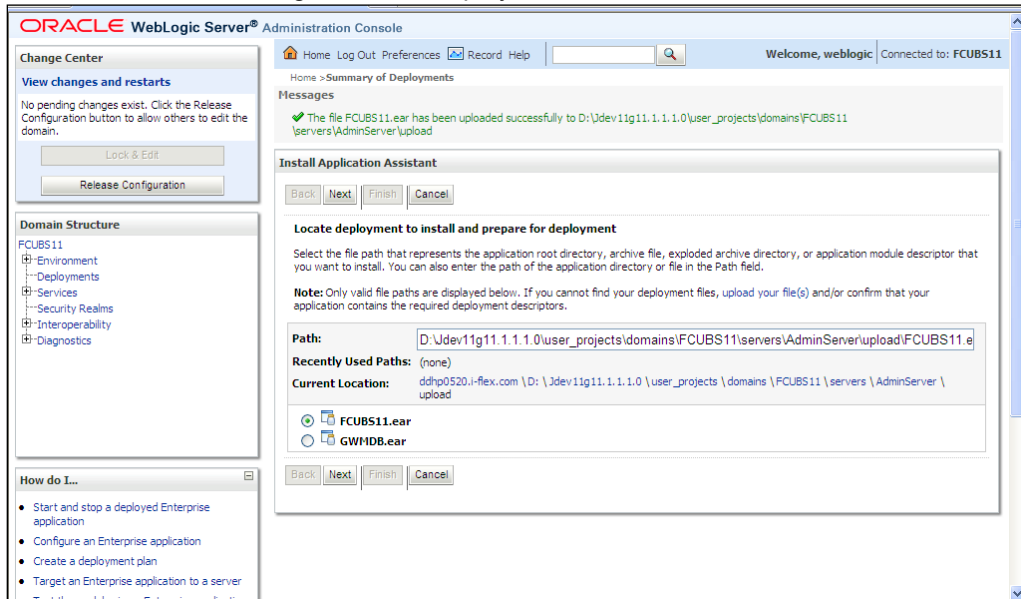 ORACLE WebLogic Server® Administration Console
Change Center
View changes and restarts
No pending changes exist. Click the Release
Configuration button to allow others to edit the
domain.
Lock & Edit
Release Configuration
Domain Structure
FCUBS11
Environment
Deployments
Services
Security Realms
Interoperability
Diagnostics
How do I...
Start and stop a deployed Enterprise
application
Configure an Enterprise application
Create a deployment plan
Target an Enterprise application to a server
Home Log Out Preferences Record Help
Welcome, weblogic Connected to: FCUBS11
Home >Summary of Deployments
Messages
The file FCUBS11.ear has been uploaded successfully to D:\Jdev11g11.1.1.1.0\user_projects\domains\FCUBS11
\servers\AdminServer\upload
Install Application Assistant
Back Next Finish Cancel
Locate deployment to install and prepare for deployment
Select the file path that represents the application root directory, archive file, exploded archive directory, or application module descriptor that
you want to install. You can also enter the path of the application directory or file in the Path field.
Note: Only valid file paths are displayed below. If you cannot find your deployment files, upload your file(s) and/or confirm that your
application contains the required deployment descriptors.
Path: D:\Jdev11g11.1.1.1.0\user_projects\domains\FCUBS11\servers\AdminServer\upload\FCUBS11.e
Recently Used Paths: (none)
Current Location: ddhp0520.i-flex.com \ D: \ Jdev11g11.1.1.1.0 \ user_projects \ domains \ FCUBS11 \ servers \ AdminServer \
upload
FCUBS11.ear
GWMDB.ear
Back Next Finish Cancel